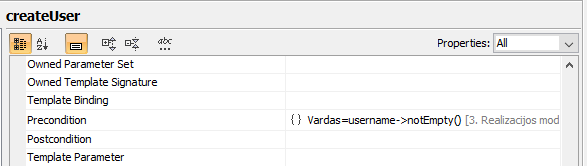 createUser
A Z abc ... Properties: All
Owned Parameter Set
Owned Template Signature
Template Binding
Precondition { } Vardas=username->notEmpty() [3. Realizacijos mod
Postcondition
Template Parameter